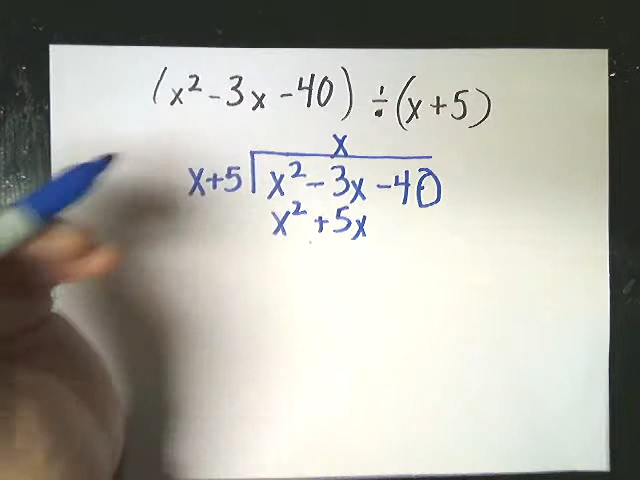 (x² - 3x - 40) ÷ (x + 5)
x
x+5 x² - 3x - 40
x² + 5x